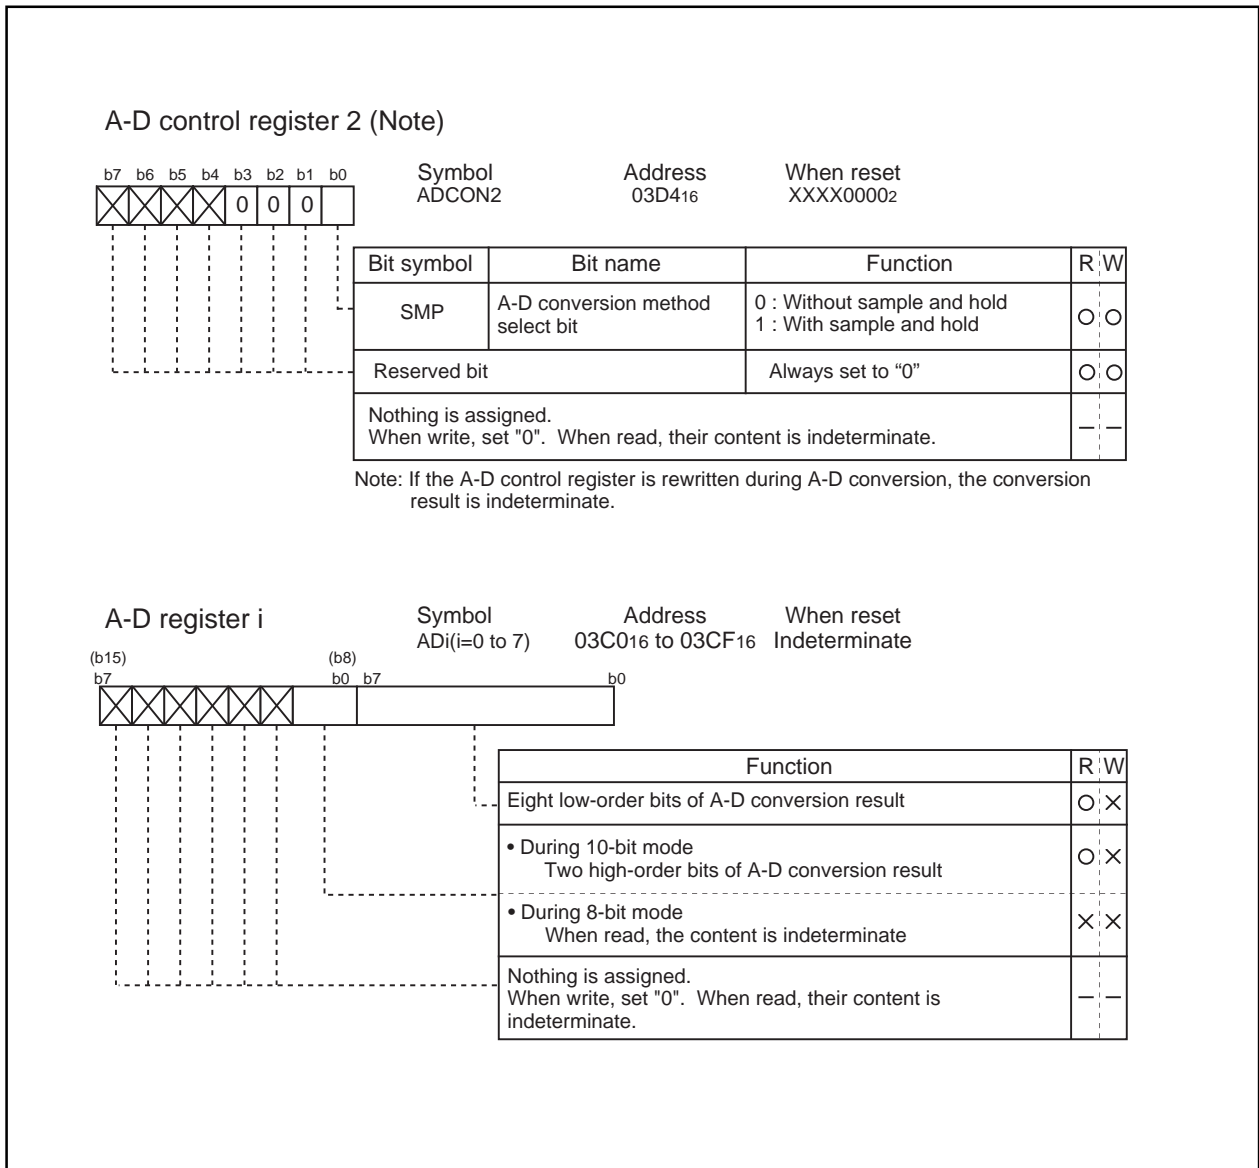 A-D control register 2 (Note)
b7 b6 b5 b4 b3 b2 b1 b0
0 0 0
Symbol Address When reset
ADCON2 03D416 XXXX00002
Bit symbol Bit name Function R W
SMP A-D conversion method select bit 0 : Without sample and hold
1 : With sample and hold
Reserved bit Always set to “0”
Nothing is assigned.
When write, set "0". When read, their content is indeterminate.
Note: If the A-D control register is rewritten during A-D conversion, the conversion
result is indeterminate.
A-D register i
Symbol Address When reset
ADi(i=0 to 7) 03C016 to 03CF16 Indeterminate
(b15) (b8)
b7 b0 b7 b0
Function R W
Eight low-order bits of A-D conversion result
• During 10-bit mode
Two high-order bits of A-D conversion result
• During 8-bit mode
When read, the content is indeterminate
Nothing is assigned.
When write, set "0". When read, their content is
indeterminate.